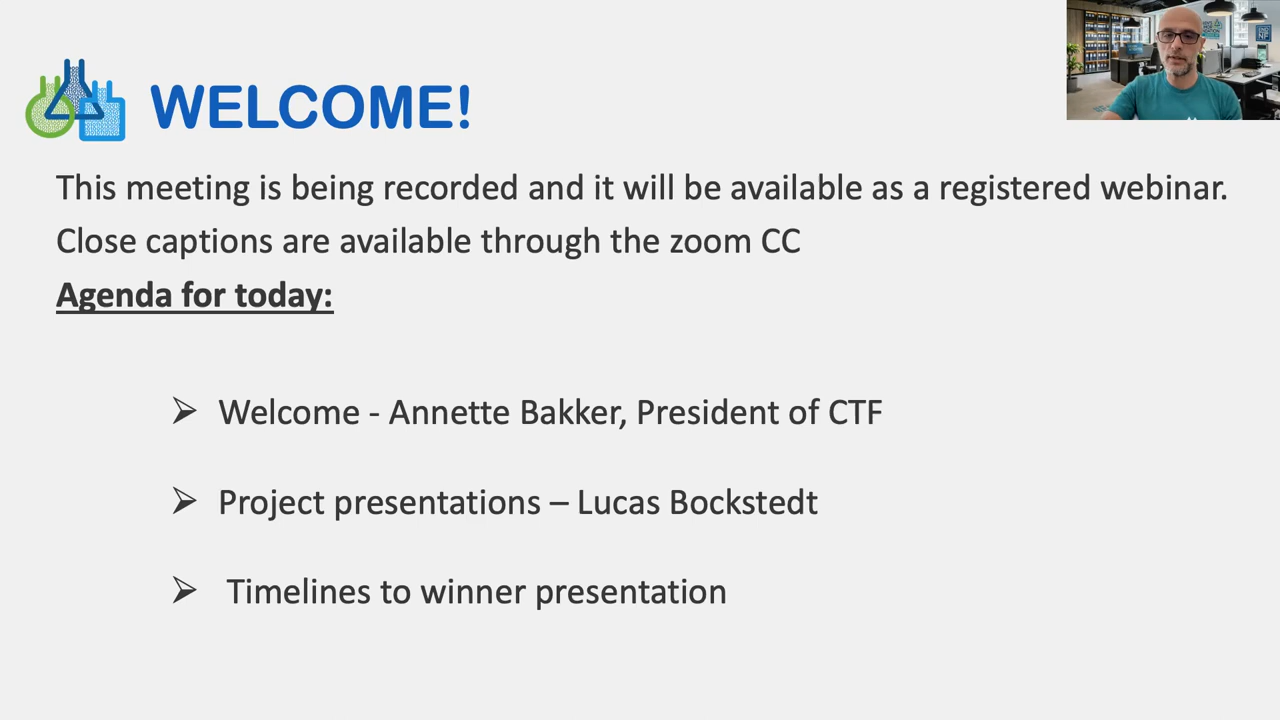 WELCOME!
This meeting is being recorded and it will be available as a registered webinar.
Close captions are available through the zoom CC
Agenda for today:
Welcome - Annette Bakker, President of CTF
Project presentations – Lucas Bockstedt
Timelines to winner presentation